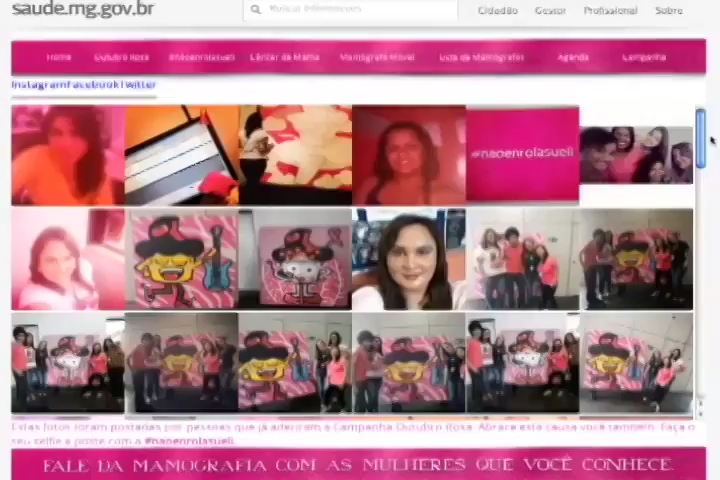 saude.mg.gov.br
Cidadão Gestor Profissional Sobre
Home Outubro Rosa #naoenrolasueli Câncer de Mama Mamógrafo Móvel Lista de Mamógrafos Agenda Campanha
InstagramFacebookTwitter
#naoenrolasueli
Estas fotos foram postadas por pessoas que já aderiram à Campanha Outubro Rosa. Abrace esta causa você também. Faça o
seu selfie e poste com a #naoenrolasueli.
FALE DA MAMOGRAFIA COM AS MULHERES QUE VOCÊ CONHECE.